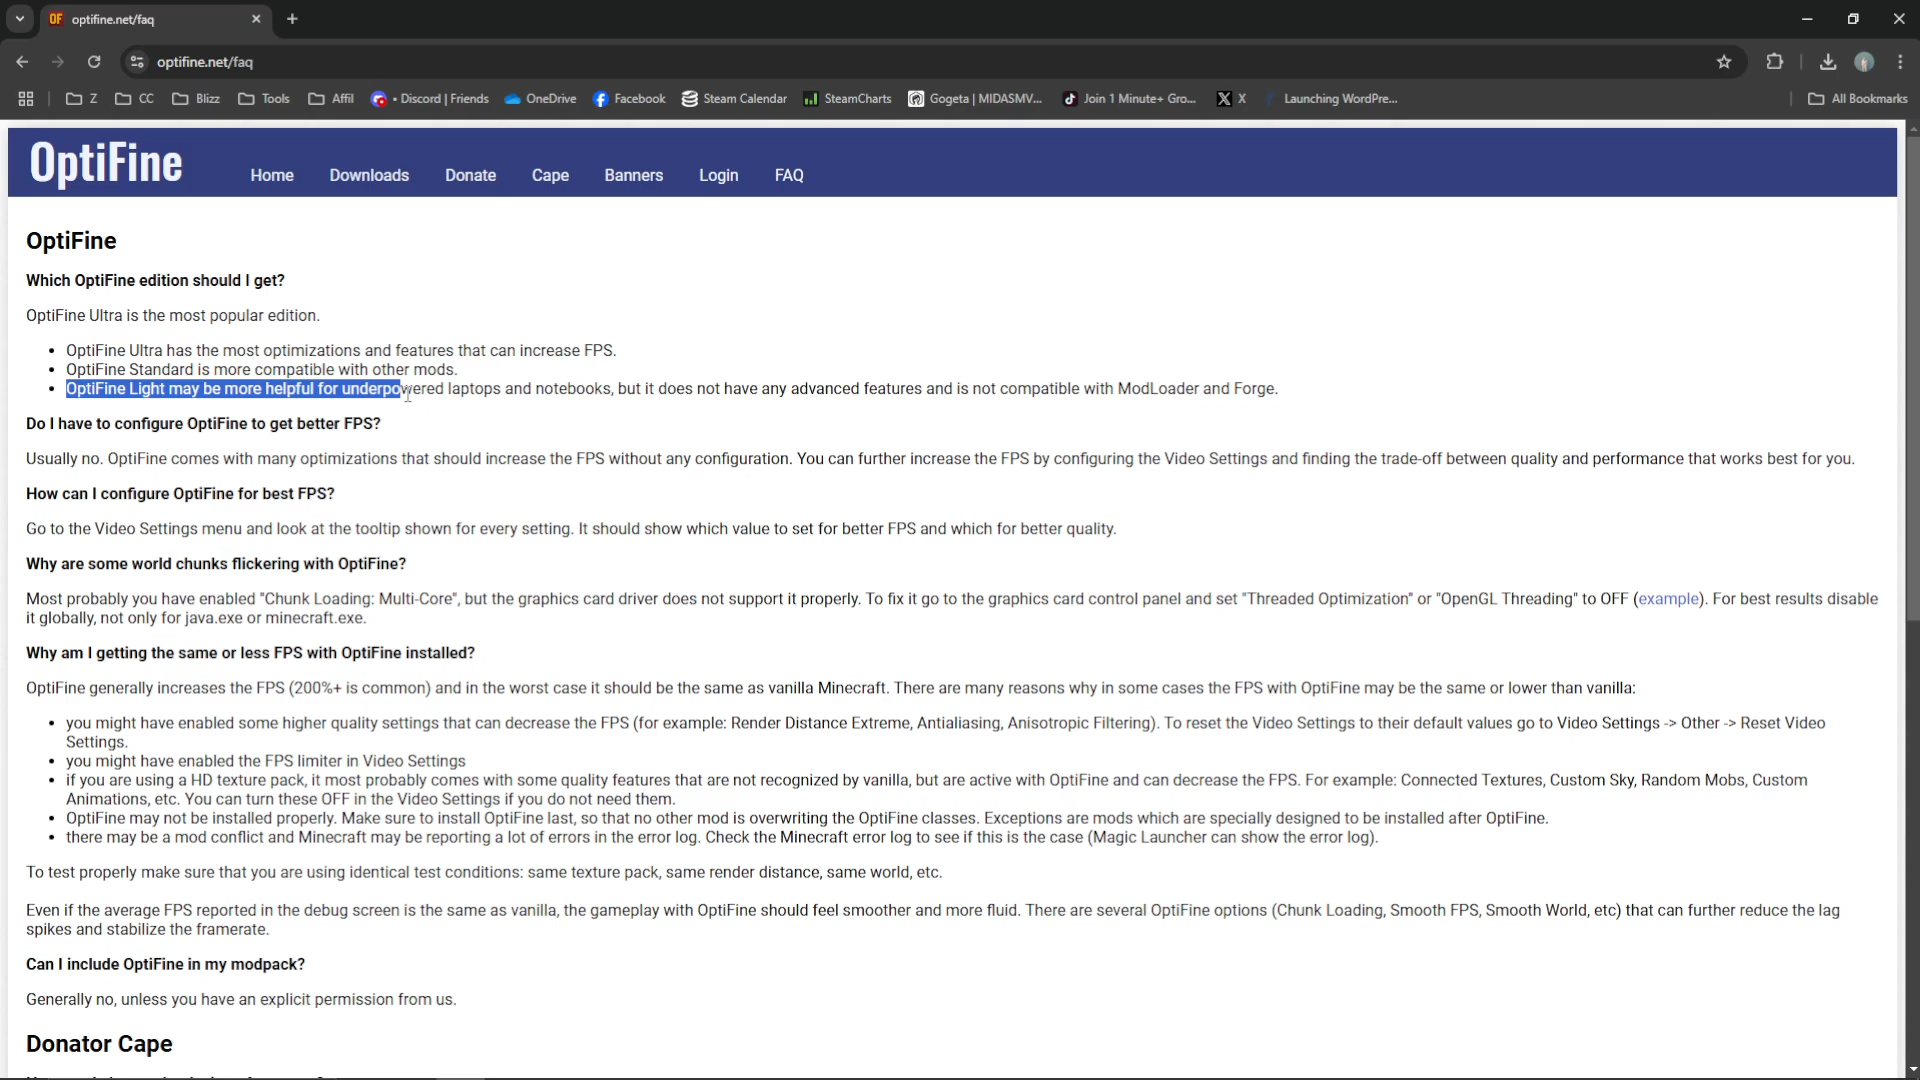 OF optifine.net/faq
optifine.net/faq
Z CC Blizz Tools Affil • Discord | Friends OneDrive Facebook Steam Calendar SteamCharts Gogeta | MIDASMV... Join 1 Minute+ Gro... X Launching WordPre... All Bookmarks
OptiFine Home Downloads Donate Cape Banners Login FAQ
OptiFine
Which OptiFine edition should I get?
OptiFine Ultra is the most popular edition.
• OptiFine Ultra has the most optimizations and features that can increase FPS.
• OptiFine Standard is more compatible with other mods.
• OptiFine Light may be more helpful for underpowered laptops and notebooks, but it does not have any advanced features and is not compatible with ModLoader and Forge.
Do I have to configure OptiFine to get better FPS?
Usually no. OptiFine comes with many optimizations that should increase the FPS without any configuration. You can further increase the FPS by configuring the Video Settings and finding the trade-off between quality and performance that works best for you.
How can I configure OptiFine for best FPS?
Go to the Video Settings menu and look at the tooltip shown for every setting. It should show which value to set for better FPS and which for better quality.
Why are some world chunks flickering with OptiFine?
Most probably you have enabled "Chunk Loading: Multi-Core", but the graphics card driver does not support it properly. To fix it go to the graphics card control panel and set "Threaded Optimization" or "OpenGL Threading" to OFF (example). For best results disable
it globally, not only for java.exe or minecraft.exe.
Why am I getting the same or less FPS with OptiFine installed?
OptiFine generally increases the FPS (200%+ is common) and in the worst case it should be the same as vanilla Minecraft. There are many reasons why in some cases the FPS with OptiFine may be the same or lower than vanilla:
• you might have enabled some higher quality settings that can decrease the FPS (for example: Render Distance Extreme, Antialiasing, Anisotropic Filtering). To reset the Video Settings to their default values go to Video Settings -> Other -> Reset Video
Settings.
• you might have enabled the FPS limiter in Video Settings
• if you are using a HD texture pack, it most probably comes with some quality features that are not recognized by vanilla, but are active with OptiFine and can decrease the FPS. For example: Connected Textures, Custom Sky, Random Mobs, Custom
Animations, etc. You can turn these OFF in the Video Settings if you do not need them.
• OptiFine may not be installed properly. Make sure to install OptiFine last, so that no other mod is overwriting the OptiFine classes. Exceptions are mods which are specially designed to be installed after OptiFine.
• there may be a mod conflict and Minecraft may be reporting a lot of errors in the error log. Check the Minecraft error log to see if this is the case (Magic Launcher can show the error log).
To test properly make sure that you are using identical test conditions: same texture pack, same render distance, same world, etc.
Even if the average FPS reported in the debug screen is the same as vanilla, the gameplay with OptiFine should feel smoother and more fluid. There are several OptiFine options (Chunk Loading, Smooth FPS, Smooth World, etc) that can further reduce the lag
spikes and stabilize the framerate.
Can I include OptiFine in my modpack?
Generally no, unless you have an explicit permission from us.
Donator Cape